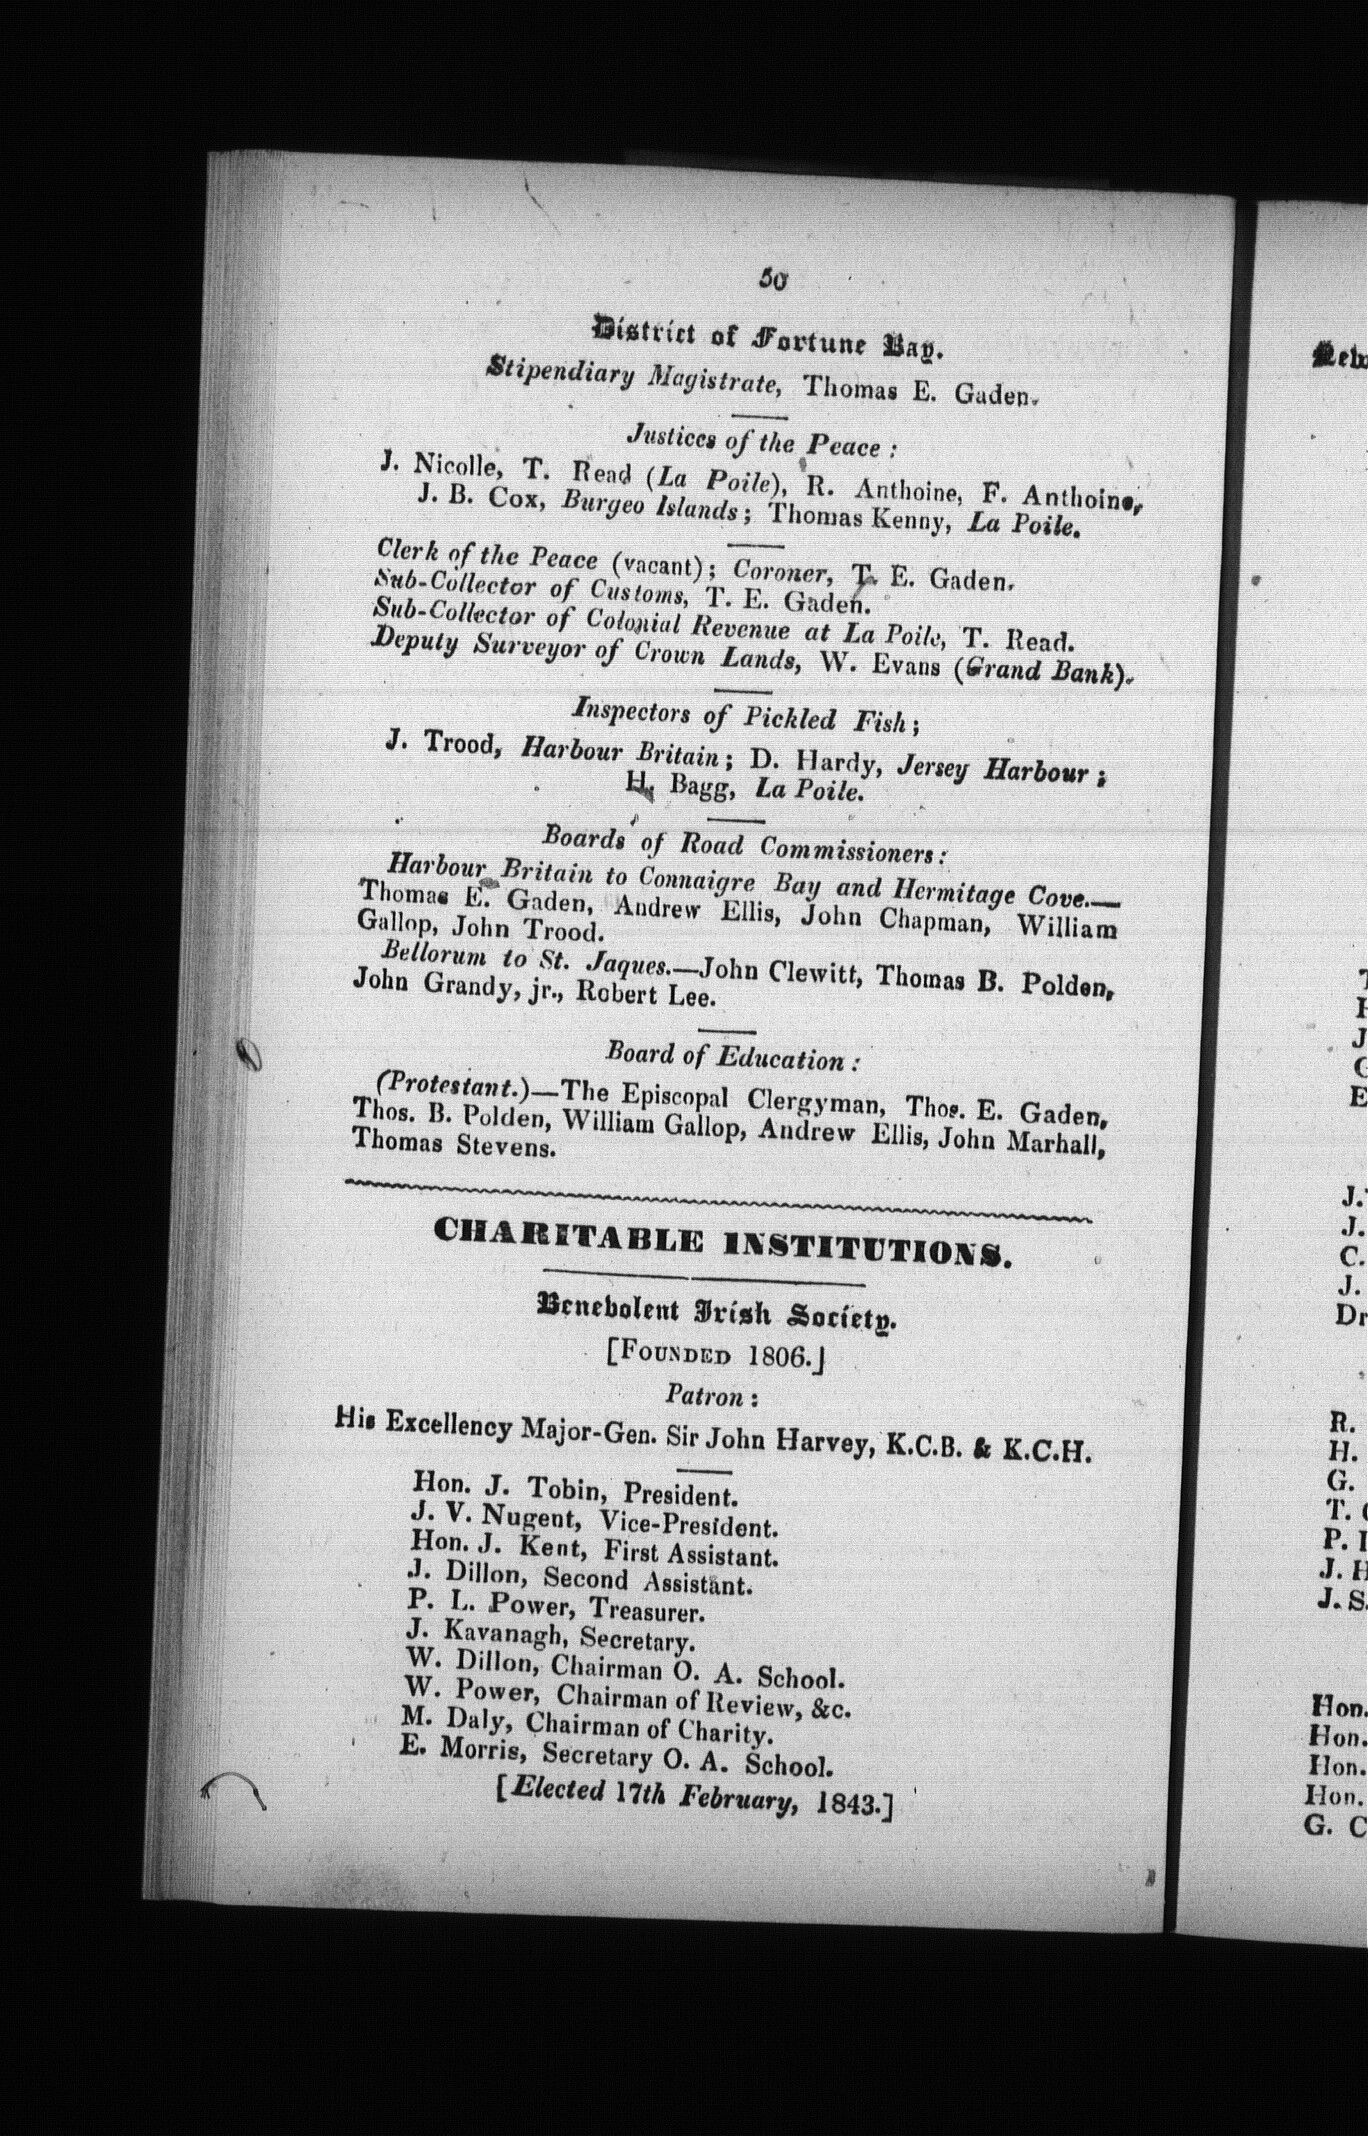 50
District of Fortune Bay.
Stipendiary Magistrate, Thomas E. Gaden.
Justices of the Peace :
J. Nicolle, T. Read (La Poile), R. Anthoine, F. Anthoine,
J. B. Cox, Burgeo Islands; Thomas Kenny, La Poile.
Clerk of the Peace (vacant); Coroner, T. E. Gaden.
Sub-Collector of Customs, T. E. Gaden.
Sub-Collector of Colonial Revenue at La Poile, T. Read.
Deputy Surveyor of Crown Lands, W. Evans (Grand Bank).
Inspectors of Pickled Fish;
J. Trood, Harbour Britain; D. Hardy, Jersey Harbour;
H. Bagg, La Poile.
Boards of Road Commissioners:
Harbour Britain to Connaigre Bay and Hermitage Cove.—
Thomas E. Gaden, Andrew Ellis, John Chapman, William
Gallop, John Trood.
Bellorum to St. Jaques.—John Clewitt, Thomas B. Polden,
John Grandy, jr., Robert Lee.
Board of Education :
(Protestant.)—The Episcopal Clergyman, Thos. E. Gaden,
Thos. B. Polden, William Gallop, Andrew Ellis, John Marhall,
Thomas Stevens.
CHARITABLE INSTITUTIONS.
Benevolent Irish Society.
[FOUNDED 1806.]
Patron :
His Excellency Major-Gen. Sir John Harvey, K.C.B. & K.C.H.
Hon. J. Tobin, President.
J. V. Nugent, Vice-President.
Hon. J. Kent, First Assistant.
J. Dillon, Second Assistant.
P. L. Power, Treasurer.
J. Kavanagh, Secretary.
W. Dillon, Chairman O. A. School.
W. Power, Chairman of Review, &c.
M. Daly, Chairman of Charity.
E. Morris, Secretary O. A. School.
[Elected 17th February, 1843.]
J.
J.
C.
J.
R.
H.
G.
Hon.
Hon.
Hon.
Hon.
G. C